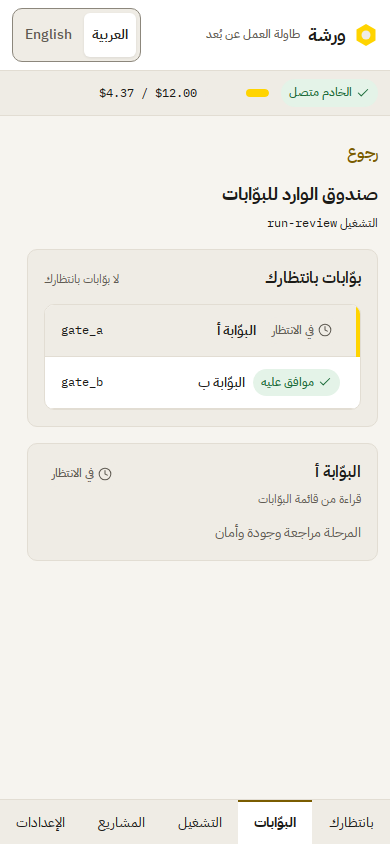 ورشة طاولة العمل عن بُعد العربية English
الخادم متصل $4.37 / $12.00
رجوع
صندوق الوارد للبوّابات
التشغيل run-review
بوّابات بانتظارك لا بوّابات بانتظارك
في الانتظار البوّابة أ gate_a
موافق عليه البوّابة ب gate_b
البوّابة أ في الانتظار
قراءة من قائمة البوّابات
المرحلة مراجعة وجودة وأمان
بانتظارك البوّابات التشغيل المشاريع الإعدادات